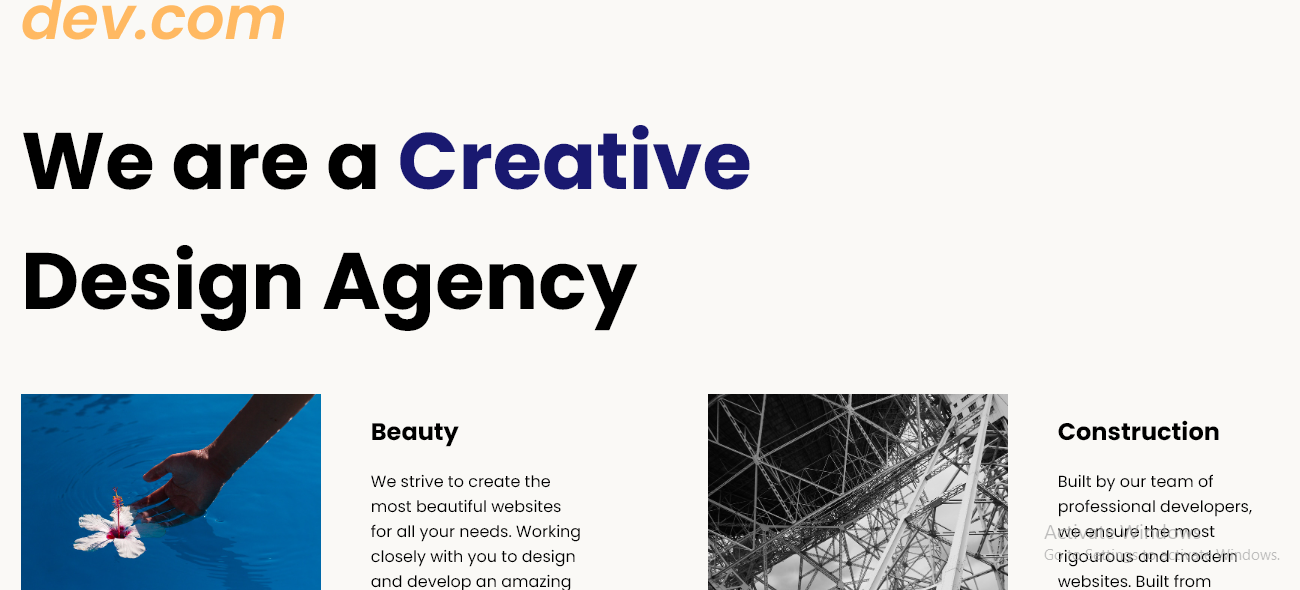 dev.com
We are a Creative
Design Agency
Beauty
We strive to create the
most beautiful websites
for all your needs. Working
closely with you to design
and develop an amazing
Construction
Built by our team of
professional developers,
we ensure the most
rigourous and modern
websites. Built from
Activate Windows
Go to Settings to activate Windows.